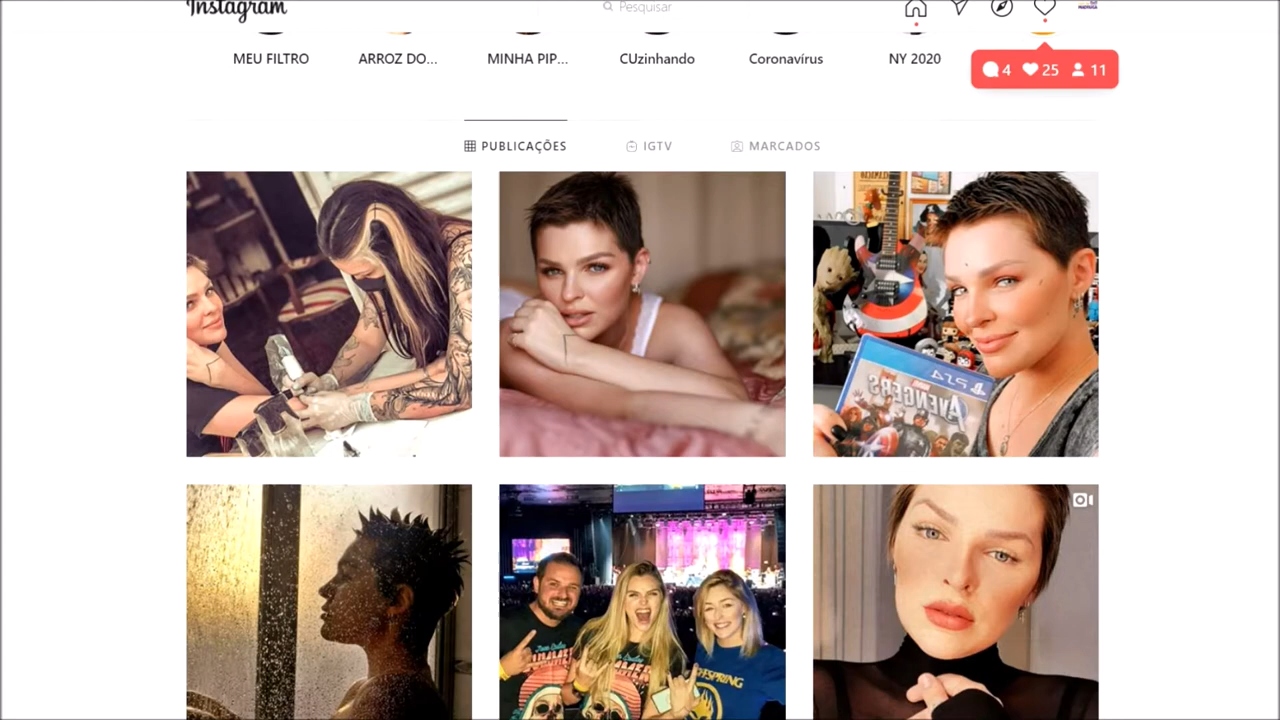 Instagram
Pesquisar
MEU FILTRO
ARROZ DO...
MINHA PIP...
CUzinhando
Coronavírus
NY 2020
4 25 11
PUBLICAÇÕES
IGTV
MARCADOS
PS4
AVENGERS
OFFSPRING